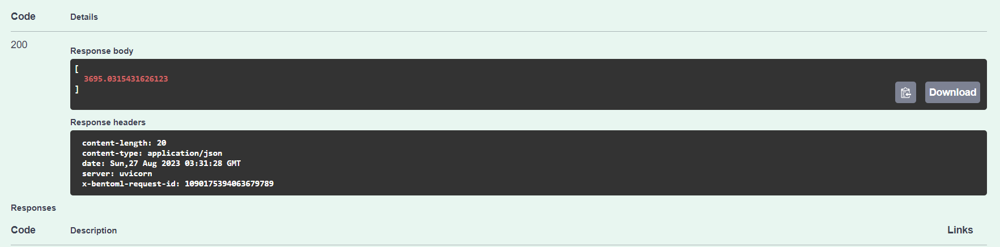 Code Details
200
Response body
[
3695.0315431626123
]
Download
Response headers
content-length: 20
content-type: application/json
date: Sun,27 Aug 2023 03:31:28 GMT
server: uvicorn
x-bentoml-request-id: 1090175394063679789
Responses
Code Description Links